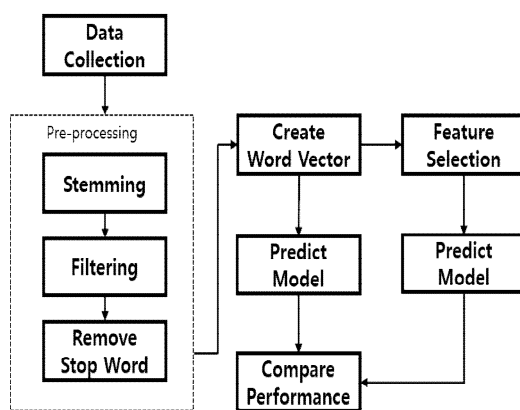 Data
Collection
Pre-processing
Stemming
Filtering
Remove
Stop Word
Create
Word Vector
Predict
Model
Compare
Performance
Feature
Selection
Predict
Model